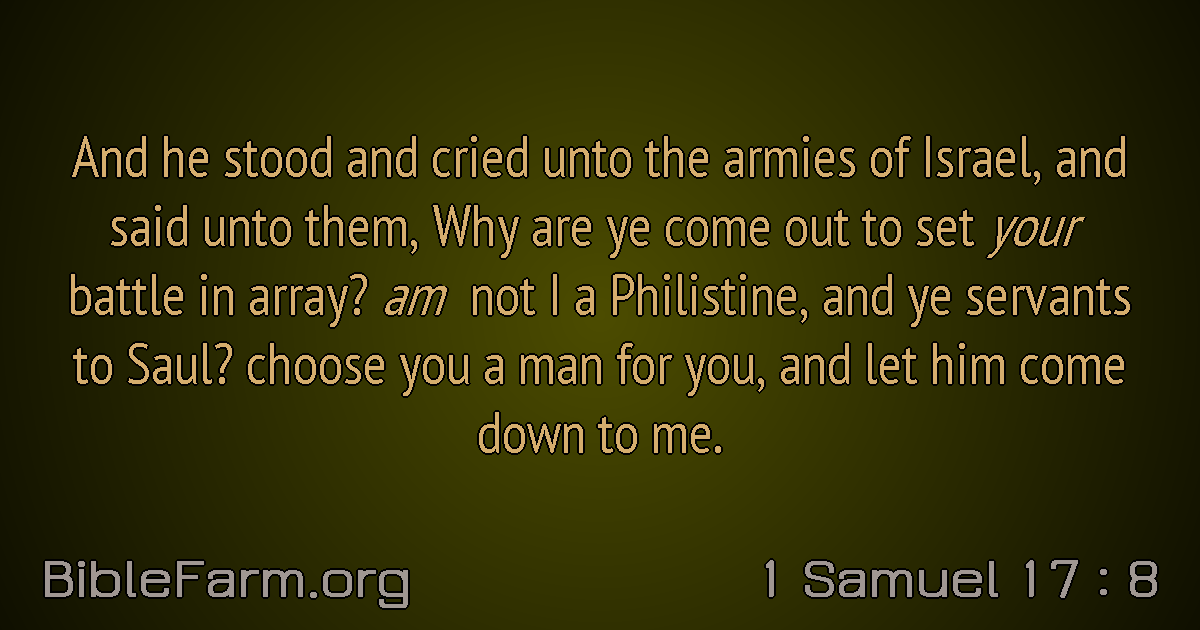 And he stood and cried unto the armies of Israel, and
said unto them, Why are ye come out to set your
battle in array? am not I a Philistine, and ye servants
to Saul? choose you a man for you, and let him come
down to me.
BibleFarm.org
1 Samuel 17 : 8